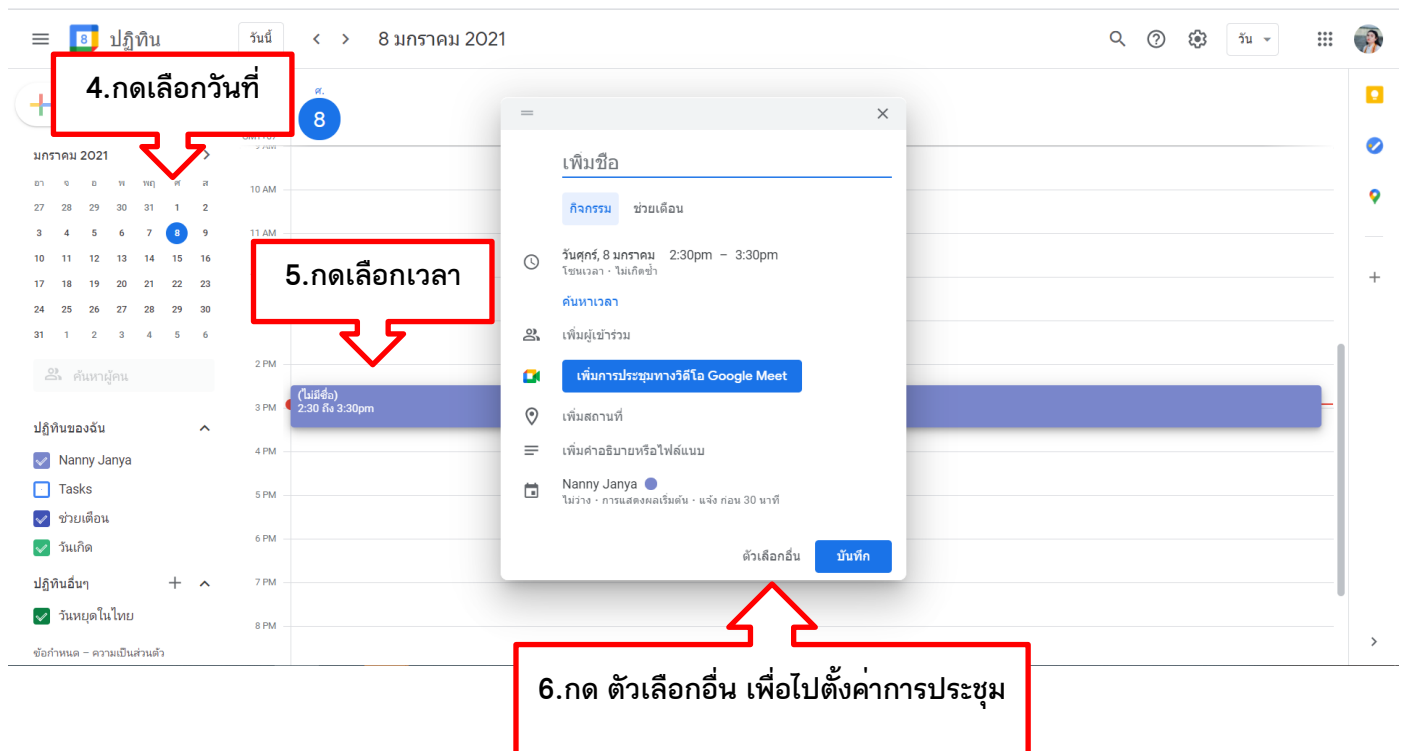 8 ปฏิทิน วันนี้ 8 มกราคม 2021 วัน
4.กดเลือกวันที่
ศ.
8
มกราคม 2021
อา จ อ พ พฤ ศ ส
27 28 29 30 31 1 2
3 4 5 6 7 8 9
10 11 12 13 14 15 16
17 18 19 20 21 22 23
24 25 26 27 28 29 30
31 1 2 3 4 5 6
ค้นหาผู้คน
ปฏิทินของฉัน
Nanny Janya
Tasks
ช่วยเตือน
วันเกิด
ปฏิทินอื่นๆ
วันหยุดในไทย
ข้อกำหนด – ความเป็นส่วนตัว
10 AM
11 AM
5.กดเลือกเวลา
2 PM
(ไม่มีชื่อ)
2:30 ถึง 3:30pm
3 PM
4 PM
5 PM
6 PM
7 PM
8 PM
เพิ่มชื่อ
กิจกรรม ช่วยเตือน
วันศุกร์, 8 มกราคม 2:30pm – 3:30pm
โซนเวลา · ไม่เกิดซ้ำ
ค้นหาเวลา
เพิ่มผู้เข้าร่วม
เพิ่มการประชุมทางวิดีโอ Google Meet
เพิ่มสถานที่
เพิ่มคำอธิบายหรือไฟล์แนบ
Nanny Janya
ไม่ว่าง · การแสดงผลเริ่มต้น · แจ้ง ก่อน 30 นาที
ตัวเลือกอื่น บันทึก
6.กด ตัวเลือกอื่น เพื่อไปตั้งค่าการประชุม